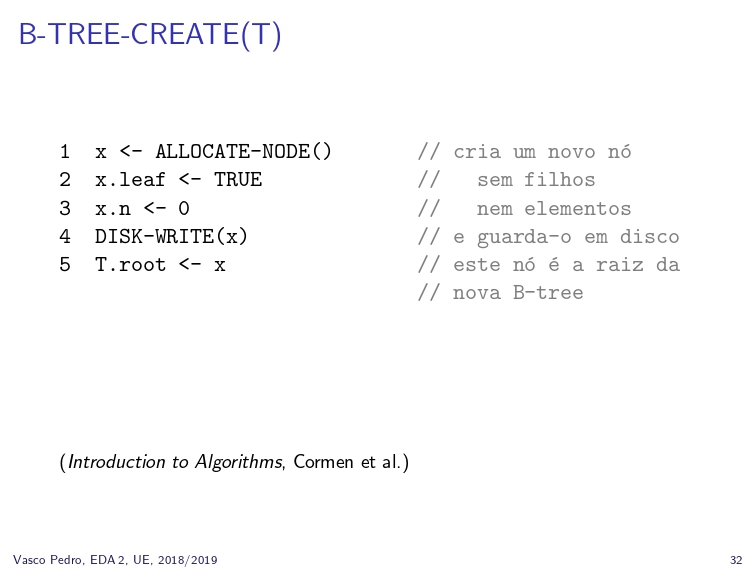 B-TREE-CREATE(T)
1 x <- ALLOCATE-NODE() // cria um novo nó
2 x.leaf <- TRUE // sem filhos
3 x.n <- 0 // nem elementos
4 DISK-WRITE(x) // e guarda-o em disco
5 T.root <- x // este nó é a raiz da
// nova B-tree
(Introduction to Algorithms, Cormen et al.)
Vasco Pedro, EDA 2, UE, 2018/2019 32